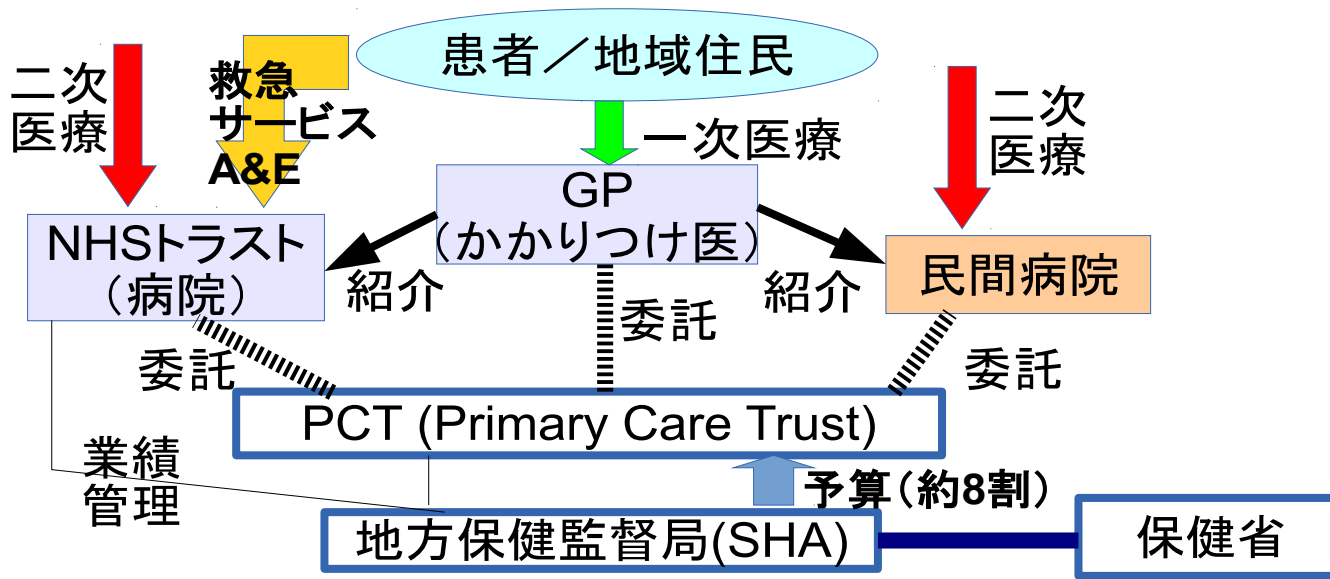 患者／地域住民
二次
医療
救急
サービス
A&E
一次医療
二次
医療
GP
（かかりつけ医）
NHSトラスト
（病院）
紹介
紹介
民間病院
委託
委託
委託
PCT (Primary Care Trust)
業績
管理
予算（約8割）
地方保健監督局(SHA)
保健省